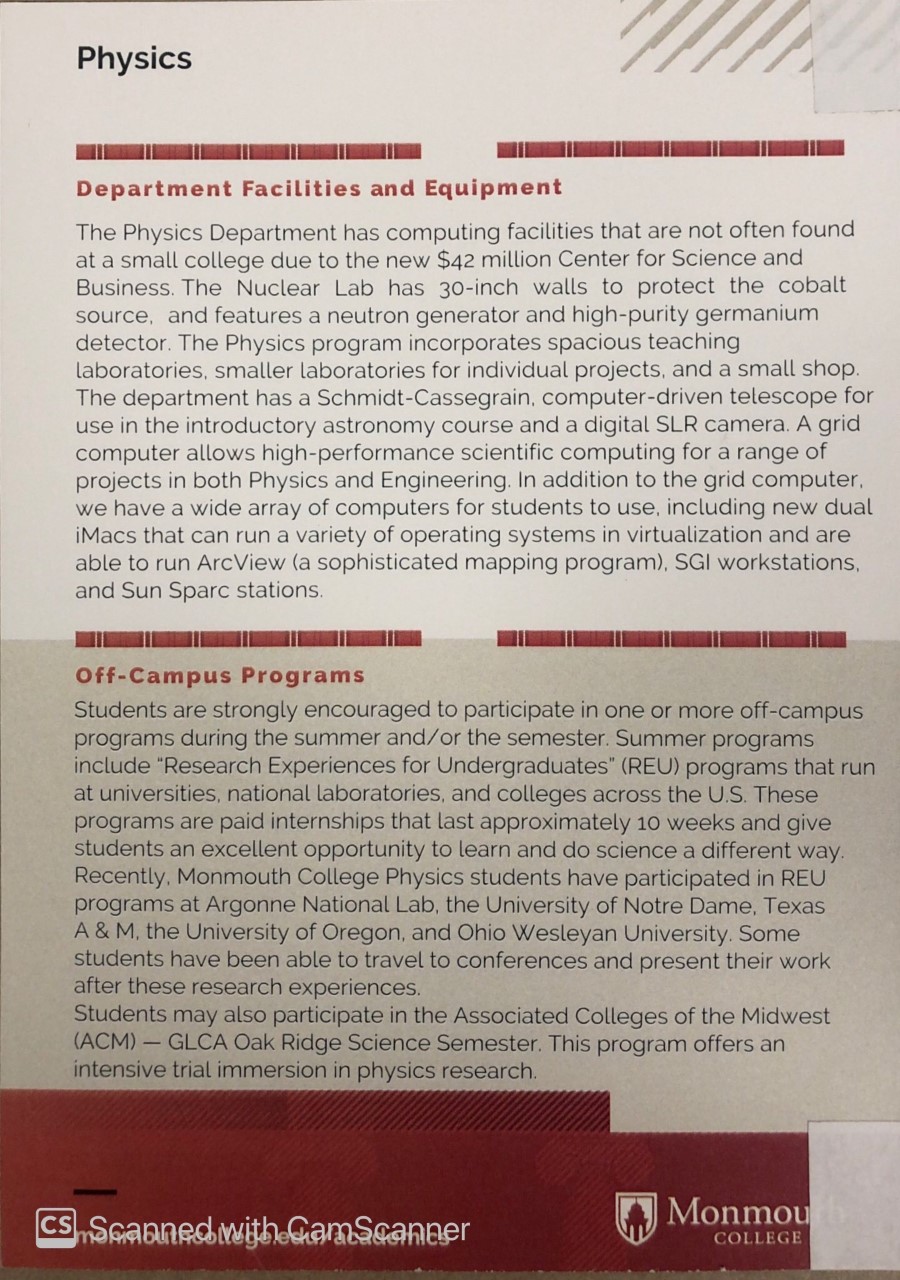 Physics
Department Facilities and Equipment
The Physics Department has computing facilities that are not often found
at a small college due to the new $42 million Center for Science and
Business. The Nuclear Lab has 30-inch walls to protect the cobalt
source, and features a neutron generator and high-purity germanium
detector. The Physics program incorporates spacious teaching
laboratories, smaller laboratories for individual projects, and a small shop.
The department has a Schmidt-Cassegrain, computer-driven telescope for
use in the introductory astronomy course and a digital SLR camera. A grid
computer allows high-performance scientific computing for a range of
projects in both Physics and Engineering. In addition to the grid computer,
we have a wide array of computers for students to use, including new dual
iMacs that can run a variety of operating systems in virtualization and are
able to run ArcView (a sophisticated mapping program), SGI workstations,
and Sun Sparc stations.
Off-Campus Programs
Students are strongly encouraged to participate in one or more off-campus
programs during the summer and/or the semester. Summer programs
include “Research Experiences for Undergraduates” (REU) programs that run
at universities, national laboratories, and colleges across the U.S. These
programs are paid internships that last approximately 10 weeks and give
students an excellent opportunity to learn and do science a different way.
Recently, Monmouth College Physics students have participated in REU
programs at Argonne National Lab, the University of Notre Dame, Texas
A & M, the University of Oregon, and Ohio Wesleyan University. Some
students have been able to travel to conferences and present their work
after these research experiences.
Students may also participate in the Associated Colleges of the Midwest
(ACM) — GLCA Oak Ridge Science Semester. This program offers an
intensive trial immersion in physics research.
CS Scanned with CamScanner
monmouthcollege.edu/academics
Monmou
COLLEGE